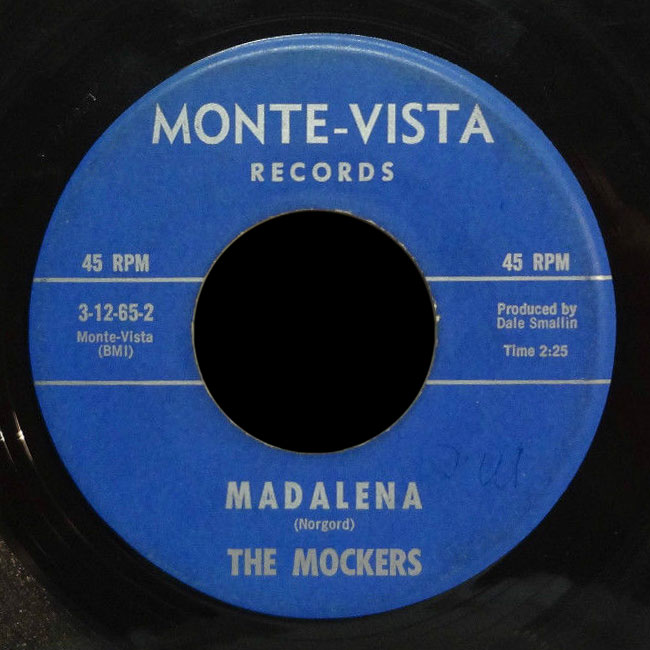 MONTE-VISTA
RECORDS
45 RPM
45 RPM
3-12-65-2
Monte-Vista
(BMI)
Produced by
Dale Smallin
Time 2:25
MADALENA
(Norgord)
THE MOCKERS